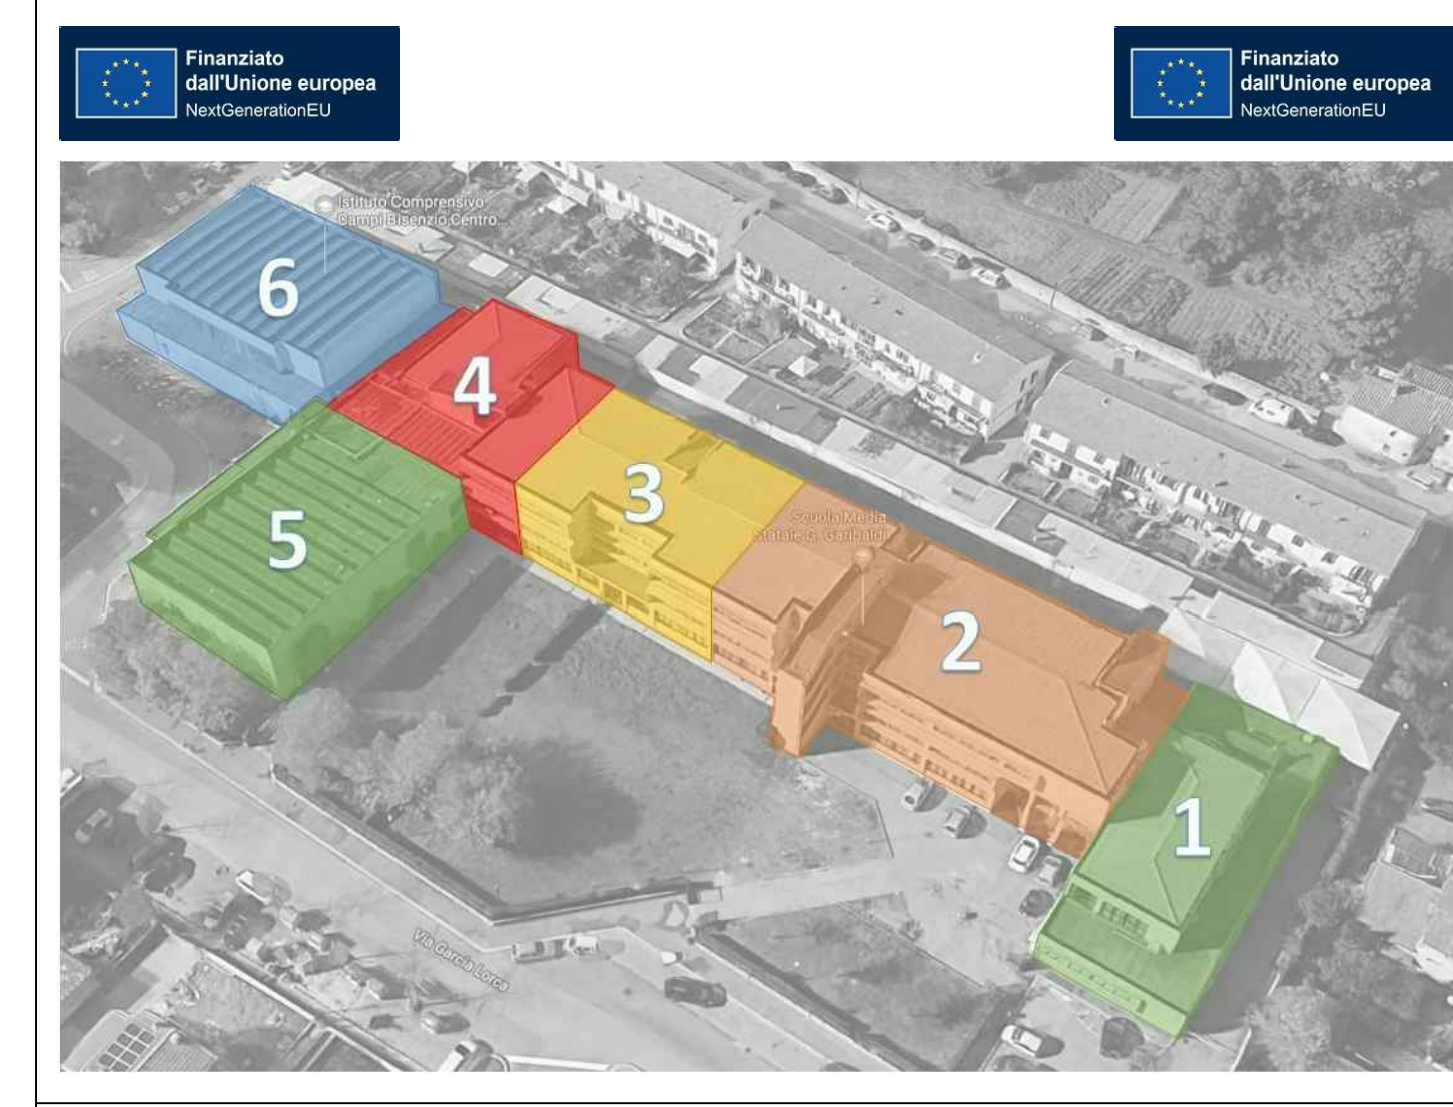 Finanziato
dall'Unione europea
NextGenerationEU
Finanziato
dall'Unione europea
NextGenerationEU
Istituto Comprensivo
Campi Bisenzio Centro...
6
4
5
3
Scuola Media
Statale G. Garibaldi
2
1
Via Garcia Lorca